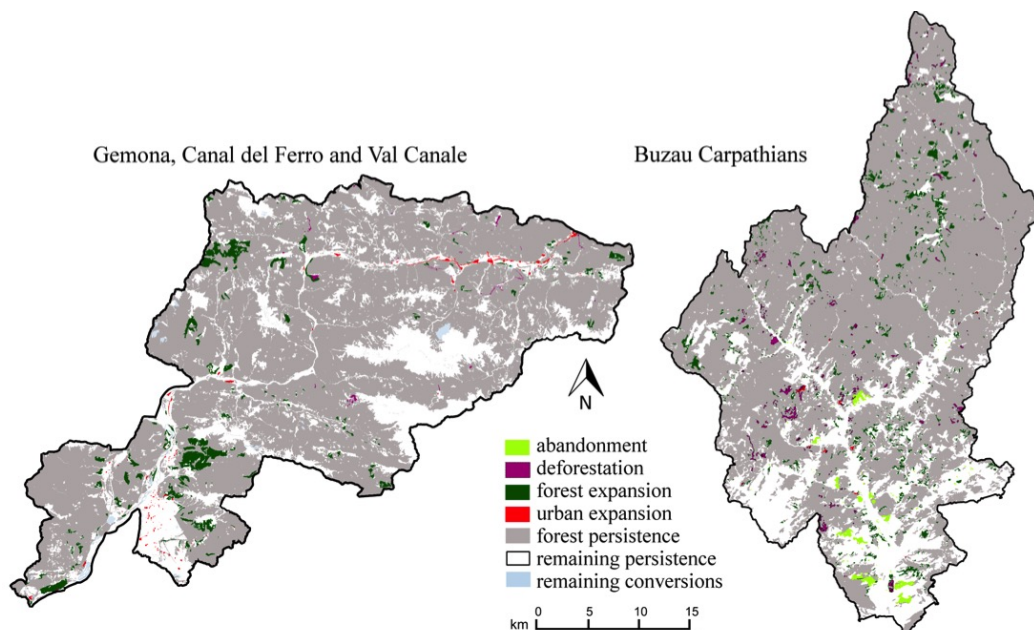 Gemona, Canal del Ferro and Val Canale
Buzau Carpathians
N
abandonment
deforestation
forest expansion
urban expansion
forest persistence
remaining persistence
remaining conversions
0 5 10 15
km